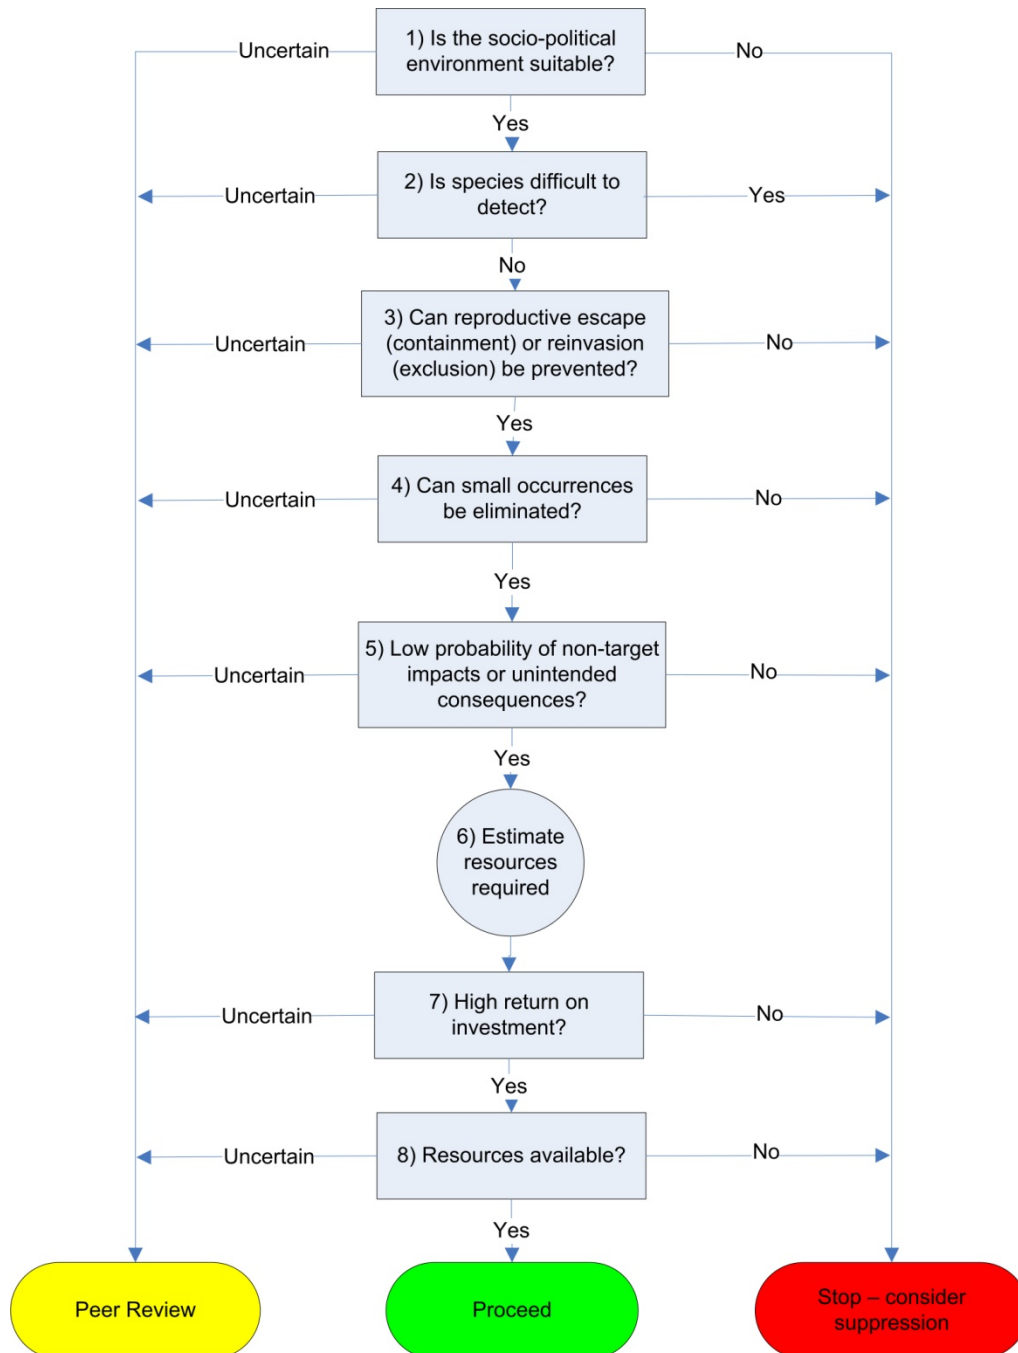 1) Is the socio-political
environment suitable?
Uncertain
No
Yes
2) Is species difficult to
detect?
Uncertain
Yes
No
3) Can reproductive escape
(containment) or reinvasion
(exclusion) be prevented?
Uncertain
No
Yes
4) Can small occurrences
be eliminated?
Uncertain
No
Yes
5) Low probability of non-target
impacts or unintended
consequences?
Uncertain
No
Yes
6) Estimate
resources
required
7) High return on
investment?
Uncertain
No
Yes
8) Resources available?
Uncertain
No
Yes
Peer Review
Proceed
Stop – consider
suppression